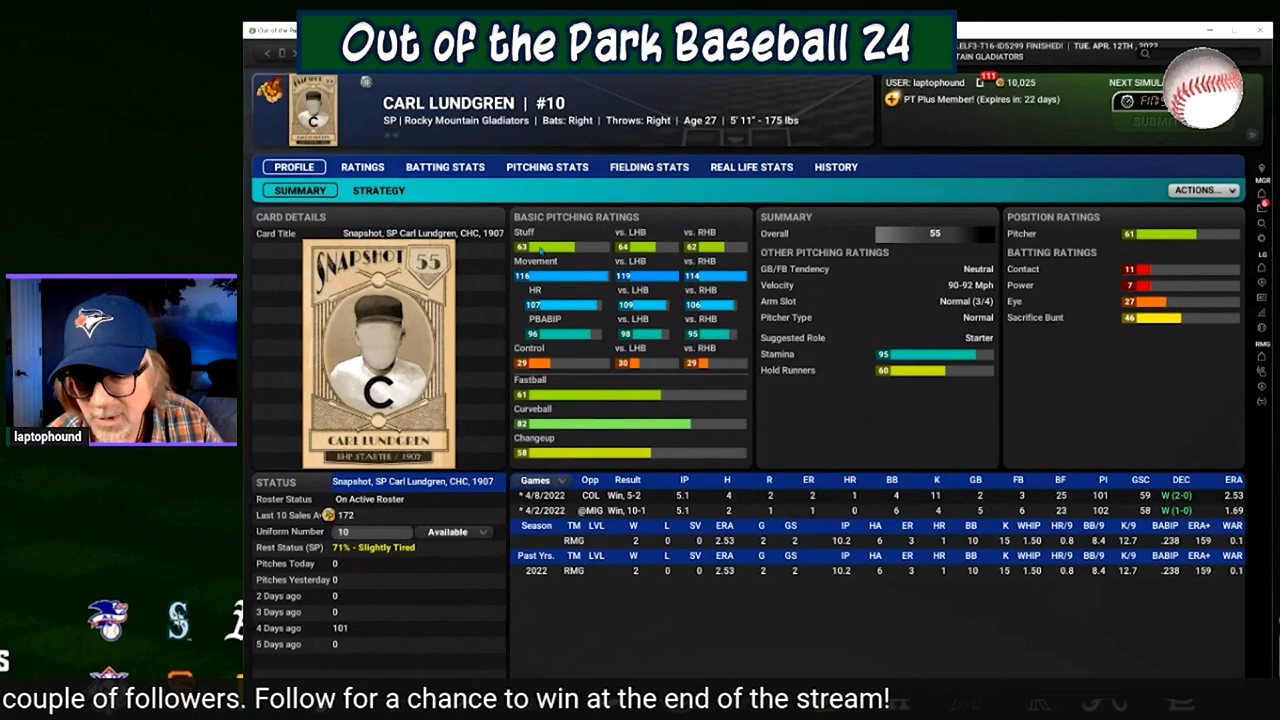 Out of the Park Baseball 24
ELF3-T16-ID5299 FINISHED! | TUE. APR. 12TH, 2022
TAIN GLADIATORS
CARL LUNDGREN | #10
SP | Rocky Mountain Gladiators | Bats: Right | Throws: Right | Age 27 | 5' 11" - 175 lbs
USER: laptophound 111 10,025
PT Plus Member! (Expires in: 22 days)
NEXT SIMUL
PROFILE RATINGS BATTING STATS PITCHING STATS FIELDING STATS REAL LIFE STATS HISTORY
SUMMARY STRATEGY ACTIONS...
CARD DETAILS
Card Title Snapshot, SP Carl Lundgren, CHC, 1907
SNAPSHOT 55
C
CARL LUNDGREN
RHP STARTER / 1907
BASIC PITCHING RATINGS
Stuff vs. LHB vs. RHB
63 64 62
Movement vs. LHB vs. RHB
116 119 114
HR vs. LHB vs. RHB
107 109 106
PBABIP vs. LHB vs. RHB
96 98 95
Control vs. LHB vs. RHB
29 30 29
Fastball
61
Curveball
82
Changeup
58
SUMMARY
Overall 55
OTHER PITCHING RATINGS
GB/FB Tendency Neutral
Velocity 90-92 Mph
Arm Slot Normal (3/4)
Pitcher Type Normal
Suggested Role Starter
Stamina 95
Hold Runners 60
POSITION RATINGS
Pitcher 61
BATTING RATINGS
Contact 11
Power 7
Eye 27
Sacrifice Bunt 46
MGR
6
LG
RMG
laptophound
STATUS Snapshot, SP Carl Lundgren, CHC, 1907
Roster Status On Active Roster
Last 10 Sales A 172
Uniform Number 10 Available
Rest Status (SP) 71% - Slightly Tired
Pitches Today 0
Pitches Yesterday 0
2 Days ago 0
3 Days ago 0
4 Days ago 101
5 Days ago 0
Games Opp Result IP H R ER HR BB K GB FB BF PI GSC DEC ERA
* 4/8/2022 COL Win, 5-2 5.1 4 2 2 1 4 11 2 3 25 101 59 W (2-0) 2.53
* 4/2/2022 @MIG Win, 10-1 5.1 2 1 1 0 6 4 5 6 23 102 58 W (1-0) 1.69
Season TM LVL W L SV ERA G GS IP HA ER HR BB K WHIP HR/9 BB/9 K/9 BABIP ERA+ WAR
RMG 2 0 0 2.53 2 2 10.2 6 3 1 10 15 1.50 0.8 8.4 12.7 .238 159 0.1
Past Yrs. TM LVL W L SV ERA G GS IP HA ER HR BB K WHIP HR/9 BB/9 K/9 BABIP ERA+ WAR
2022 RMG 2 0 0 2.53 2 2 10.2 6 3 1 10 15 1.50 0.8 8.4 12.7 .238 159 0.1
couple of followers. Follow for a chance to win at the end of the stream!